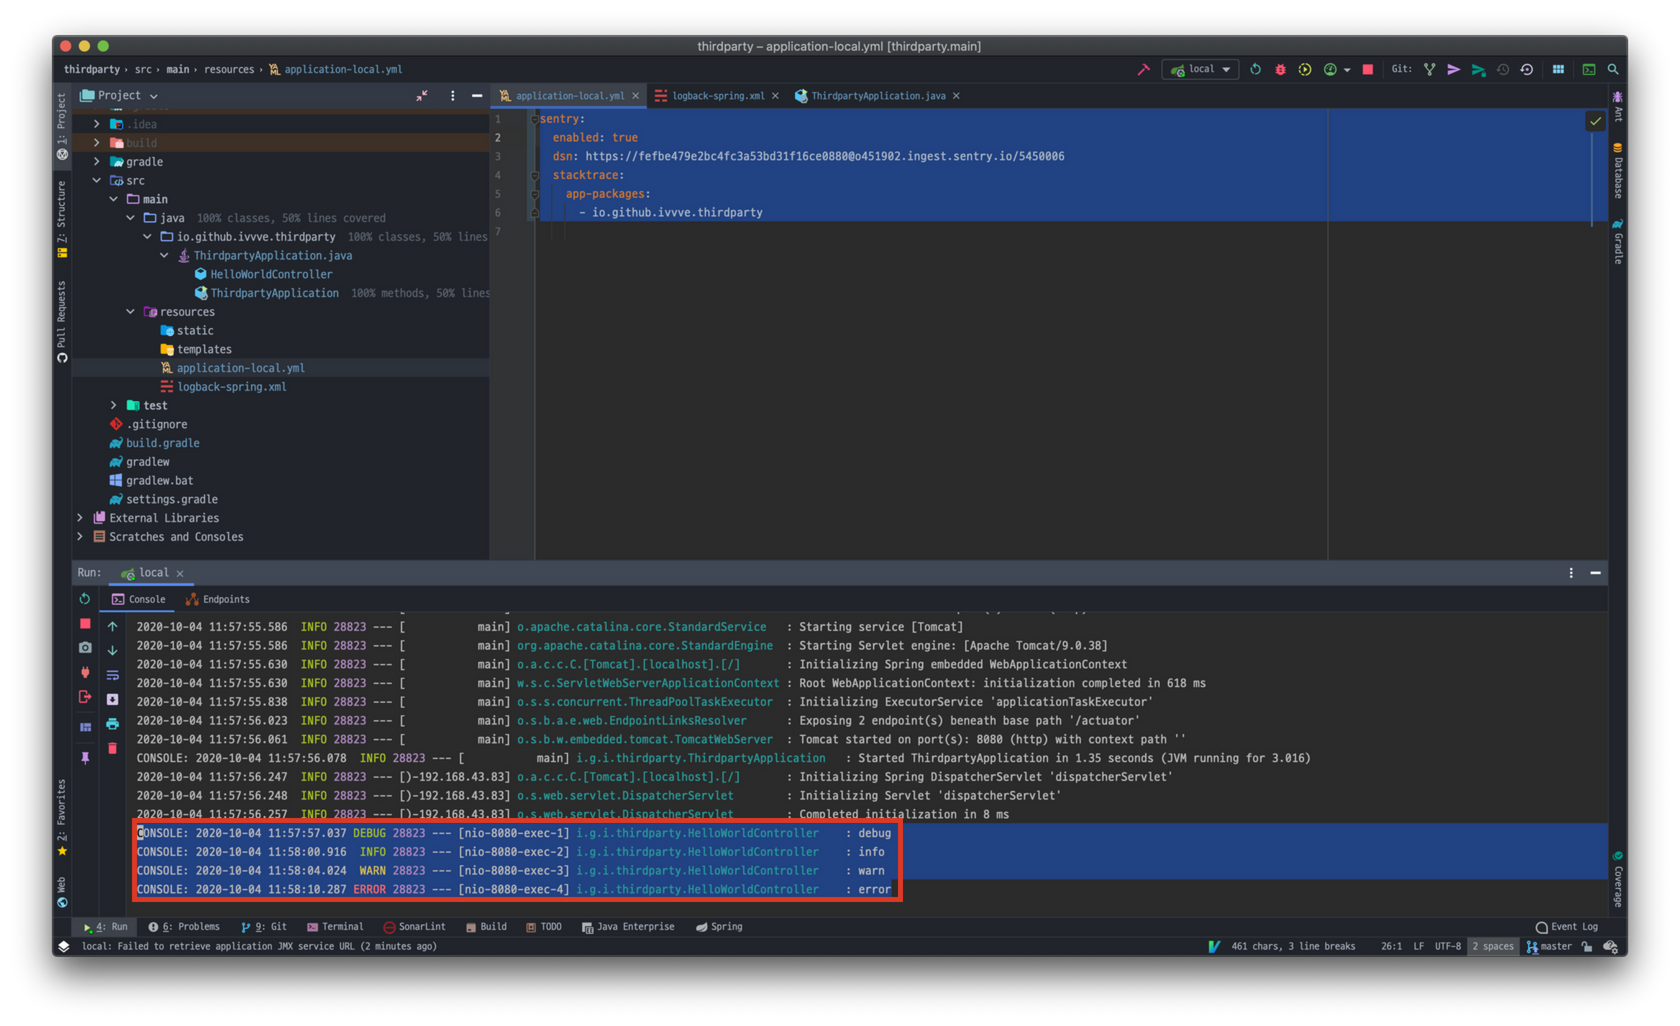 thirdparty – application-local.yml [thirdparty.main]
thirdparty › src › main › resources › application-local.yml
local
Git:
Project
application-local.yml
logback-spring.xml
ThirdpartyApplication.java
1: Project
7: Structure
Pull Requests
2: Favorites
Web
.idea
build
gradle
src
main
java 100% classes, 50% lines covered
io.github.ivvve.thirdparty 100% classes, 50% lines
ThirdpartyApplication.java
HelloWorldController
ThirdpartyApplication 100% methods, 50% lines
resources
static
templates
application-local.yml
logback-spring.xml
test
.gitignore
build.gradle
gradlew
gradlew.bat
settings.gradle
External Libraries
Scratches and Consoles
1 sentry:
2 enabled: true
3 dsn: https://fefbe479e2bc4fc3a53bd31f16ce0880@o451902.ingest.sentry.io/5450006
4 stacktrace:
5 app-packages:
6 - io.github.ivvve.thirdparty
7
Ant
Database
Gradle
Coverage
Run: local
Console Endpoints
2020-10-04 11:57:55.586 INFO 28823 --- [ main] o.apache.catalina.core.StandardService : Starting service [Tomcat]
2020-10-04 11:57:55.586 INFO 28823 --- [ main] org.apache.catalina.core.StandardEngine : Starting Servlet engine: [Apache Tomcat/9.0.38]
2020-10-04 11:57:55.630 INFO 28823 --- [ main] o.a.c.c.C.[Tomcat].[localhost].[/] : Initializing Spring embedded WebApplicationContext
2020-10-04 11:57:55.630 INFO 28823 --- [ main] w.s.c.ServletWebServerApplicationContext : Root WebApplicationContext: initialization completed in 618 ms
2020-10-04 11:57:55.838 INFO 28823 --- [ main] o.s.s.concurrent.ThreadPoolTaskExecutor : Initializing ExecutorService 'applicationTaskExecutor'
2020-10-04 11:57:56.023 INFO 28823 --- [ main] o.s.b.a.e.web.EndpointLinksResolver : Exposing 2 endpoint(s) beneath base path '/actuator'
2020-10-04 11:57:56.061 INFO 28823 --- [ main] o.s.b.w.embedded.tomcat.TomcatWebServer : Tomcat started on port(s): 8080 (http) with context path ''
CONSOLE: 2020-10-04 11:57:56.078 INFO 28823 --- [ main] i.g.i.thirdparty.ThirdpartyApplication : Started ThirdpartyApplication in 1.35 seconds (JVM running for 3.016)
2020-10-04 11:57:56.247 INFO 28823 --- [)-192.168.43.83] o.a.c.c.C.[Tomcat].[localhost].[/] : Initializing Spring DispatcherServlet 'dispatcherServlet'
2020-10-04 11:57:56.248 INFO 28823 --- [)-192.168.43.83] o.s.web.servlet.DispatcherServlet : Initializing Servlet 'dispatcherServlet'
2020-10-04 11:57:56.257 INFO 28823 --- [)-192.168.43.83] o.s.web.servlet.DispatcherServlet : Completed initialization in 8 ms
CONSOLE: 2020-10-04 11:57:57.037 DEBUG 28823 --- [nio-8080-exec-1] i.g.i.thirdparty.HelloWorldController : debug
CONSOLE: 2020-10-04 11:58:00.916 INFO 28823 --- [nio-8080-exec-2] i.g.i.thirdparty.HelloWorldController : info
CONSOLE: 2020-10-04 11:58:04.024 WARN 28823 --- [nio-8080-exec-3] i.g.i.thirdparty.HelloWorldController : warn
CONSOLE: 2020-10-04 11:58:10.287 ERROR 28823 --- [nio-8080-exec-4] i.g.i.thirdparty.HelloWorldController : error
4: Run 6: Problems 9: Git Terminal SonarLint Build TODO Java Enterprise Spring Event Log
local: Failed to retrieve application JMX service URL (2 minutes ago) 461 chars, 3 line breaks 26:1 LF UTF-8 2 spaces master